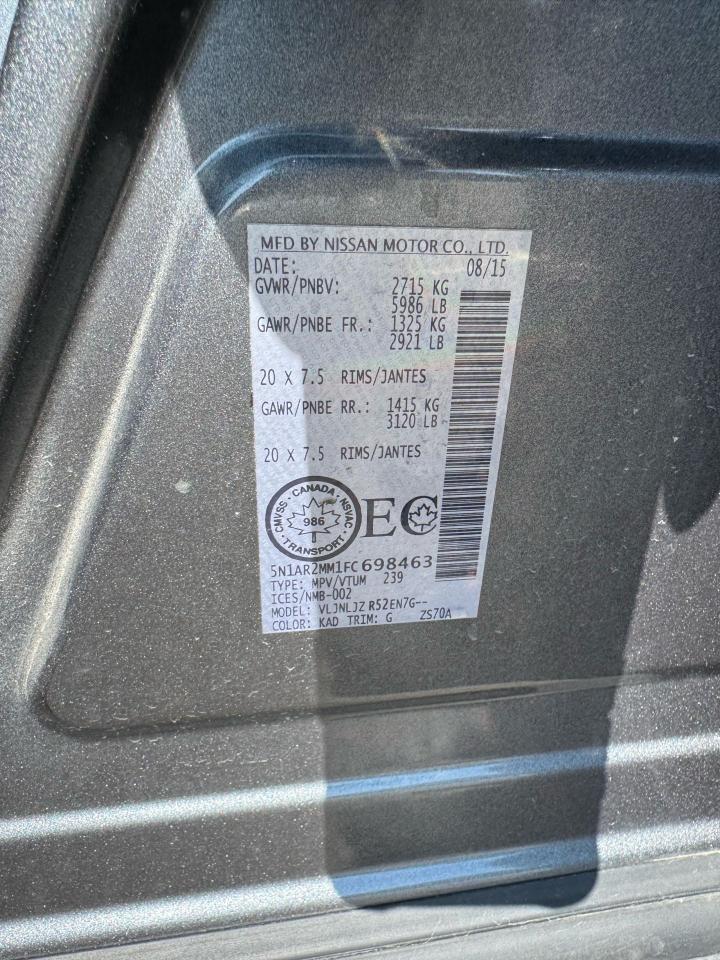 MFD BY NISSAN MOTOR CO., LTD.
DATE: 08/15
GVWR/PNBV: 2715 KG
5986 LB
GAWR/PNBE FR.: 1325 KG
2921 LB
20 X 7.5 RIMS/JANTES
GAWR/PNBE RR.: 1415 KG
3120 LB
20 X 7.5 RIMS/JANTES
CMVSS · CANADA · NSVAC
986
EC
5N1AR2MM1FC698463
TYPE: MPV/VTUM 239
ICES/NMB-002
MODEL: VLJNLJZ R52EN7G--
COLOR: KAD TRIM: G ZS70A